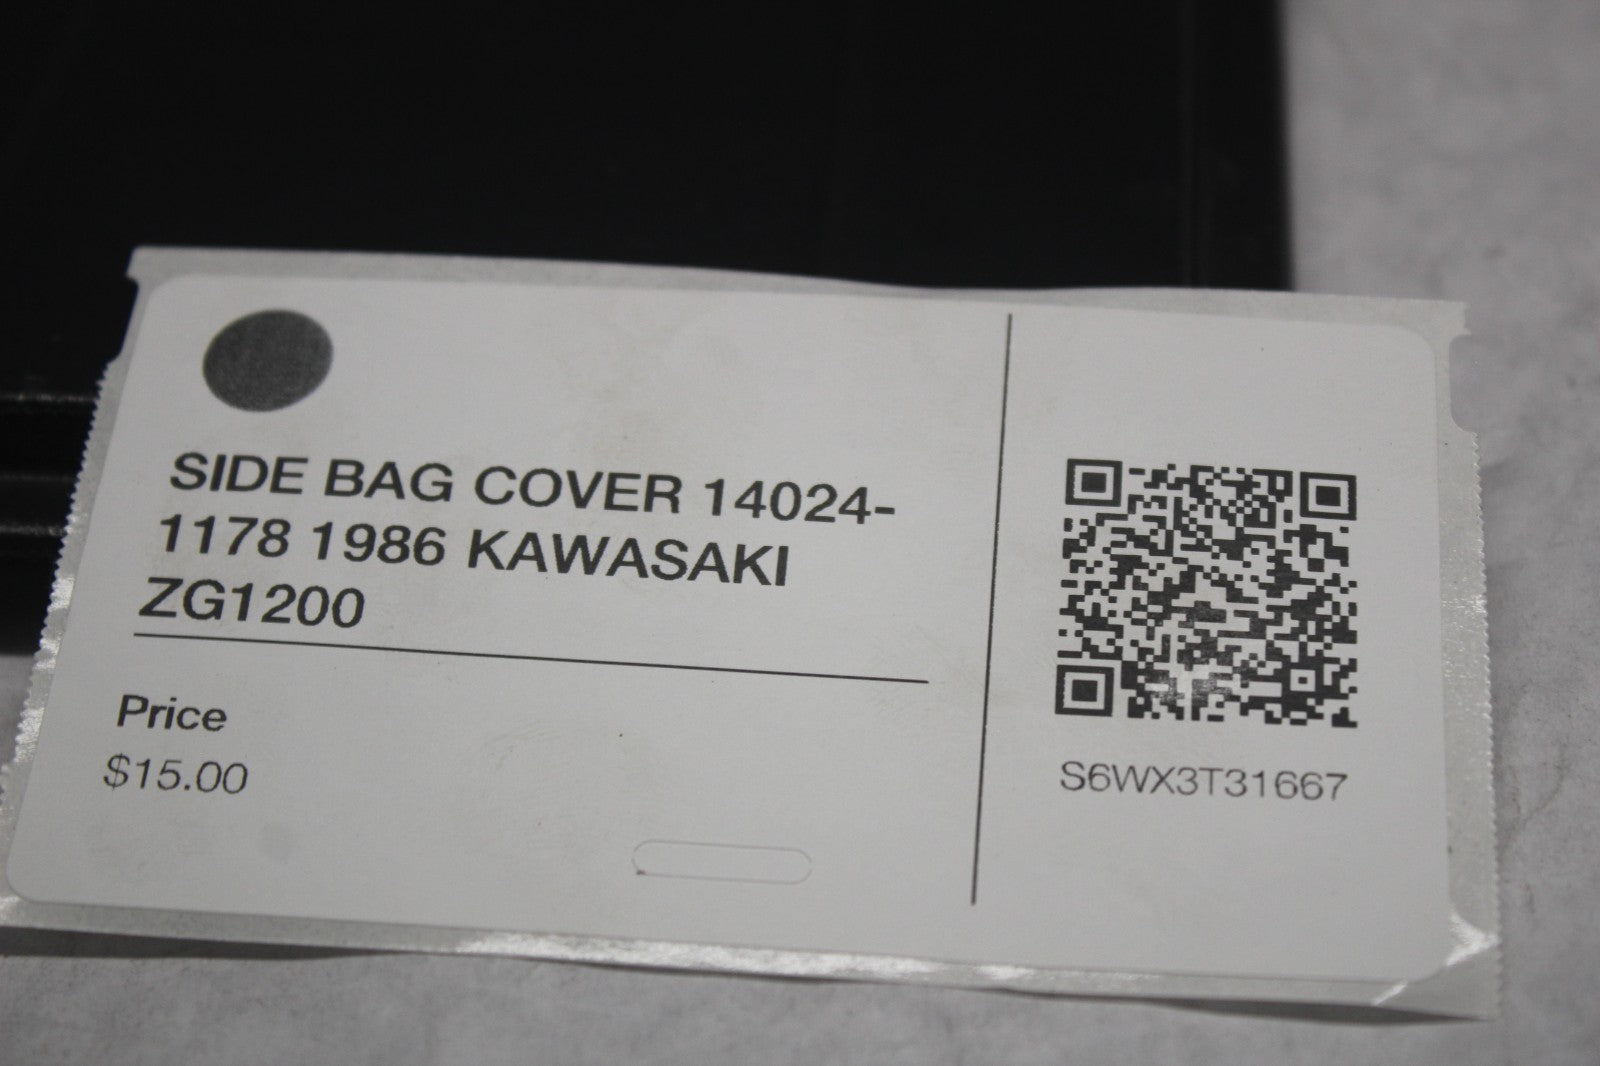 SIDE BAG COVER 14024-
1178 1986 KAWASAKI
ZG1200
Price
$15.00
S6WX3T31667